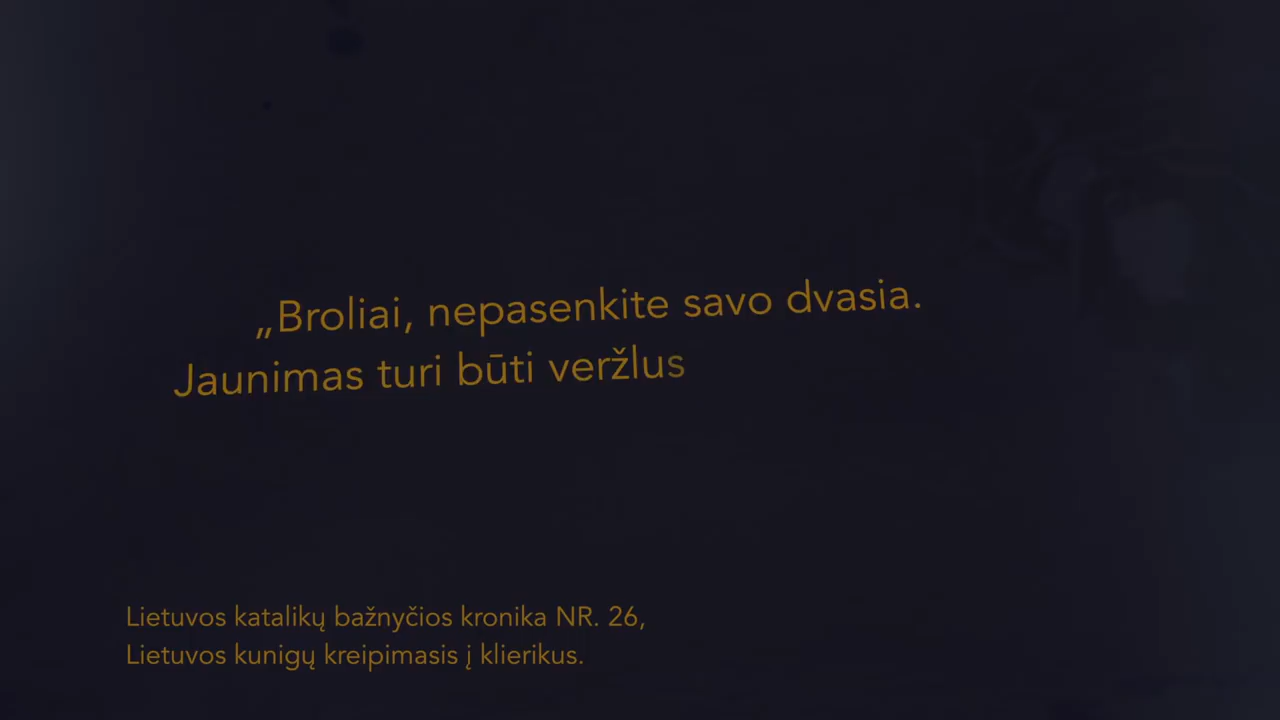 „Broliai, nepasenkite savo dvasia.
Jaunimas turi būti veržlus
Lietuvos katalikų bažnyčios kronika NR. 26,
Lietuvos kunigų kreipimasis į klierikus.